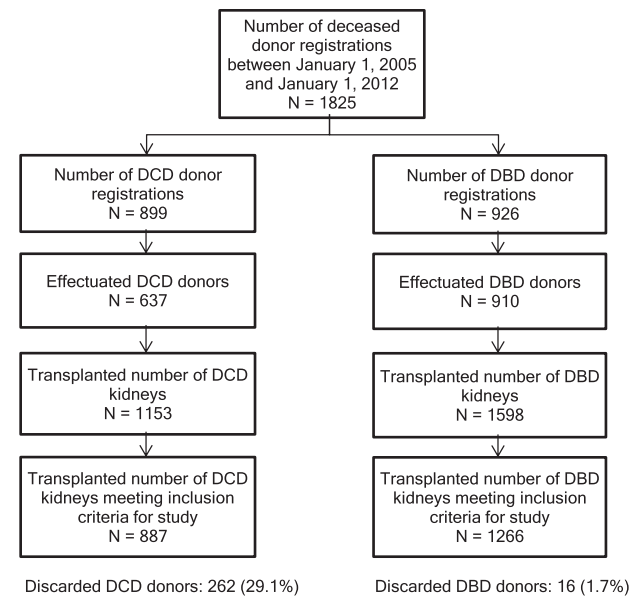 Number of deceased
donor registrations
between January 1, 2005
and January 1, 2012
N = 1825
Number of DCD donor
registrations
N = 899
Number of DBD donor
registrations
N = 926
Effectuated DCD donors
N = 637
Effectuated DBD donors
N = 910
Transplanted number of DCD
kidneys
N = 1153
Transplanted number of DBD
kidneys
N = 1598
Transplanted number of DCD
kidneys meeting inclusion
criteria for study
N = 887
Transplanted number of DBD
kidneys meeting inclusion
criteria for study
N = 1266
Discarded DCD donors: 262 (29.1%)
Discarded DBD donors: 16 (1.7%)